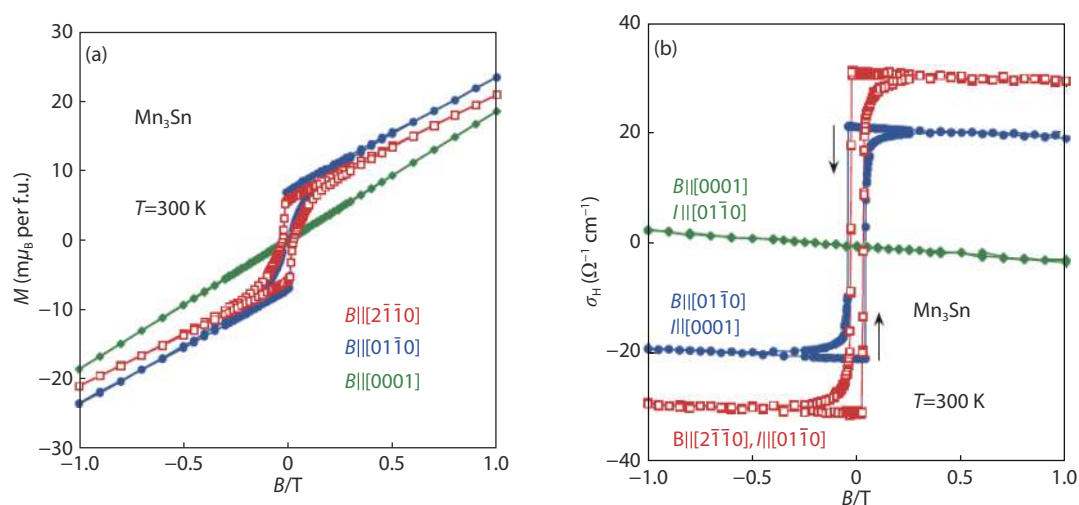 (a)
Mn₃Sn
T=300 K
B||[21̄1̄0]
B||[011̄0]
B||[0001]
M (mμB per f.u.)
30
20
10
0
−10
−20
−30
−1.0
−0.5
0
0.5
1.0
B/T
(b)
B||[0001]
I||[011̄0]
B||[011̄0]
I||[0001]
Mn₃Sn
T=300 K
B||[21̄1̄0], I||[011̄0]
σH (Ω⁻¹ cm⁻¹)
40
20
0
−20
−40
−1.0
−0.5
0
0.5
1.0
B/T